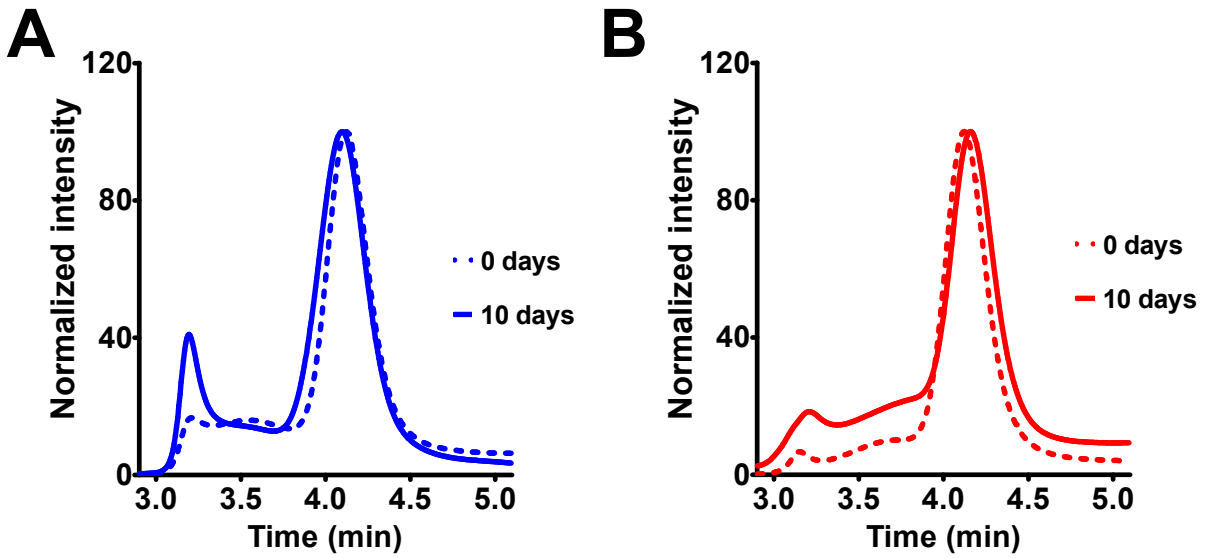 A
120
80
40
0
Normalized intensity
3.0 3.5 4.0 4.5 5.0
Time (min)
0 days
10 days
B
120
80
40
0
Normalized intensity
3.0 3.5 4.0 4.5 5.0
Time (min)
0 days
10 days